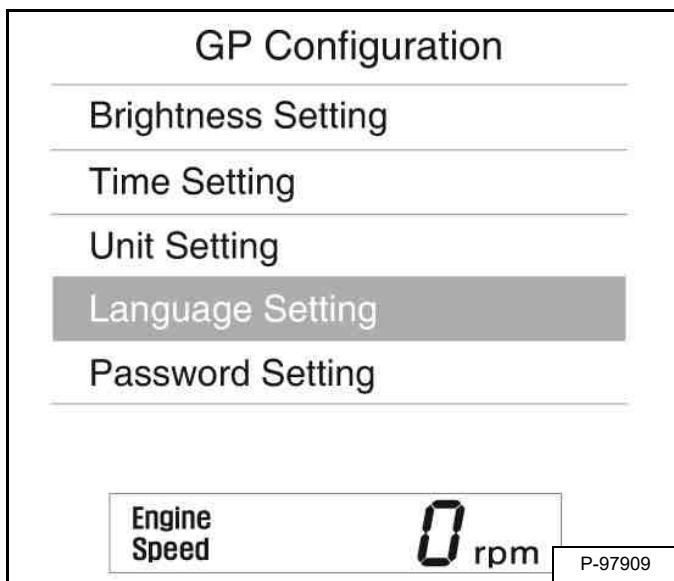 GP Configuration
Brightness Setting
Time Setting
Unit Setting
Language Setting
Password Setting
Engine
Speed
0 rpm
P-97909